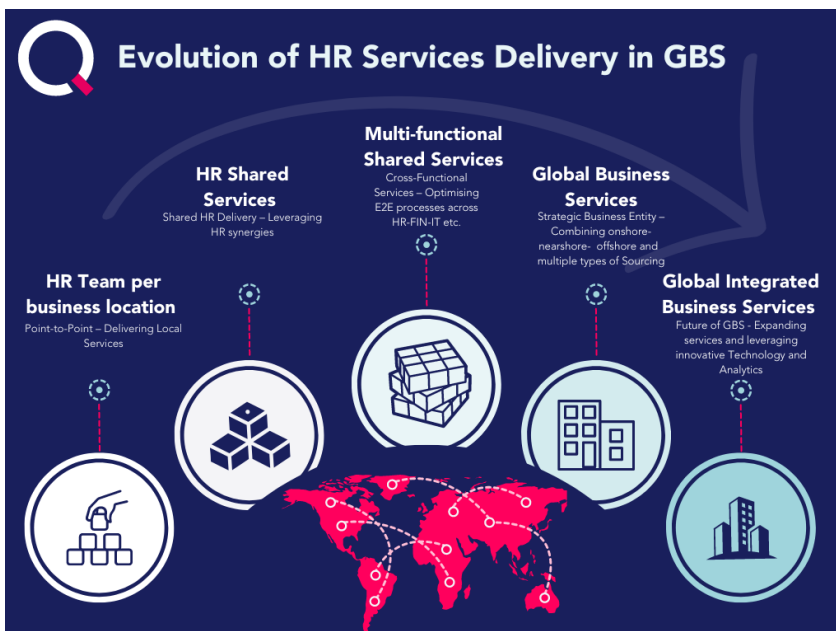 Evolution of HR Services Delivery in GBS
HR Team per
business location
Point-to-Point – Delivering Local
Services
HR Shared
Services
Shared HR Delivery – Leveraging
HR synergies
Multi-functional
Shared Services
Cross-Functional
Services – Optimising
E2E processes across
HR-FIN-IT etc.
Global Business
Services
Strategic Business Entity –
Combining onshore-
nearshore- offshore and
multiple types of Sourcing
Global Integrated
Business Services
Future of GBS - Expanding
services and leveraging
innovative Technology and
Analytics